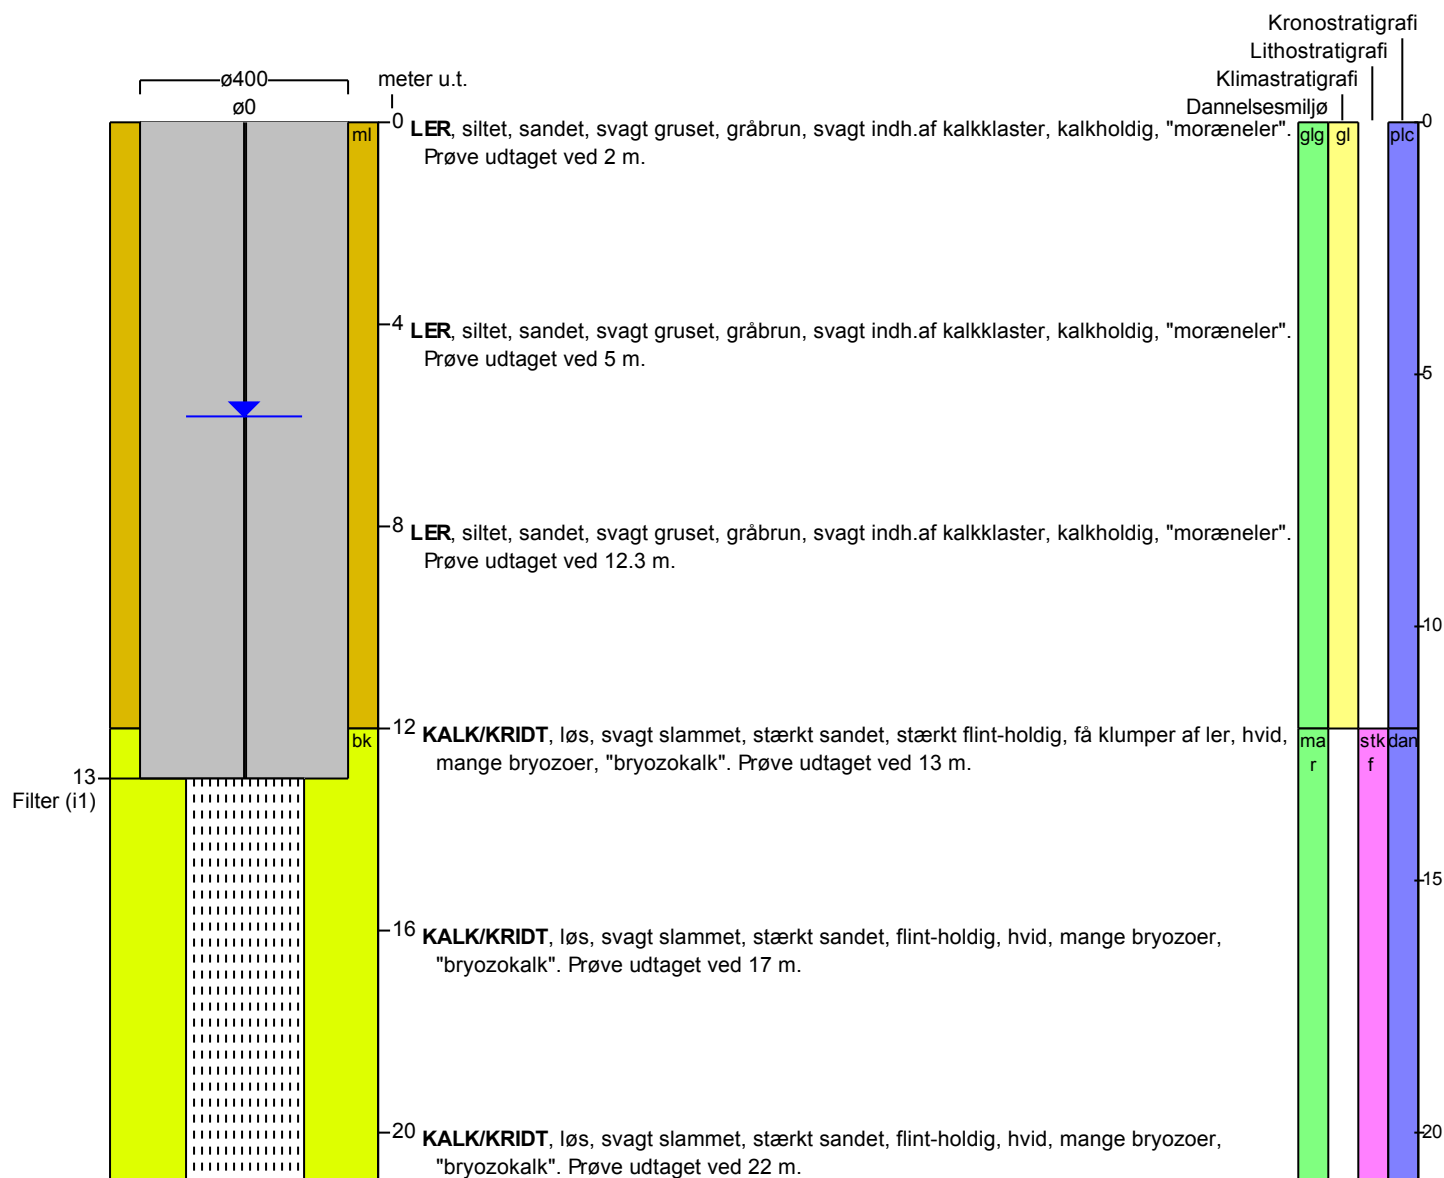 Kronostratigrafi
Lithostratigrafi
Klimastratigrafi
Dannelsesmiljø
ø400
meter u.t.
ø0
ml
0
LER, siltet, sandet, svagt gruset, gråbrun, svagt indh.af kalkklaster, kalkholdig, "moræneler".
Prøve udtaget ved 2 m.
glg
gl
plc
0
4
LER, siltet, sandet, svagt gruset, gråbrun, svagt indh.af kalkklaster, kalkholdig, "moræneler".
Prøve udtaget ved 5 m.
5
8
LER, siltet, sandet, svagt gruset, gråbrun, svagt indh.af kalkklaster, kalkholdig, "moræneler".
Prøve udtaget ved 12.3 m.
10
bk
12
KALK/KRIDT, løs, svagt slammet, stærkt sandet, stærkt flint-holdig, få klumper af ler, hvid,
mange bryozoer, "bryozokalk". Prøve udtaget ved 13 m.
ma
r
stk
f
dan
13
Filter (i1)
15
16
KALK/KRIDT, løs, svagt slammet, stærkt sandet, flint-holdig, hvid, mange bryozoer,
"bryozokalk". Prøve udtaget ved 17 m.
20
KALK/KRIDT, løs, svagt slammet, stærkt sandet, flint-holdig, hvid, mange bryozoer,
"bryozokalk". Prøve udtaget ved 22 m.
20